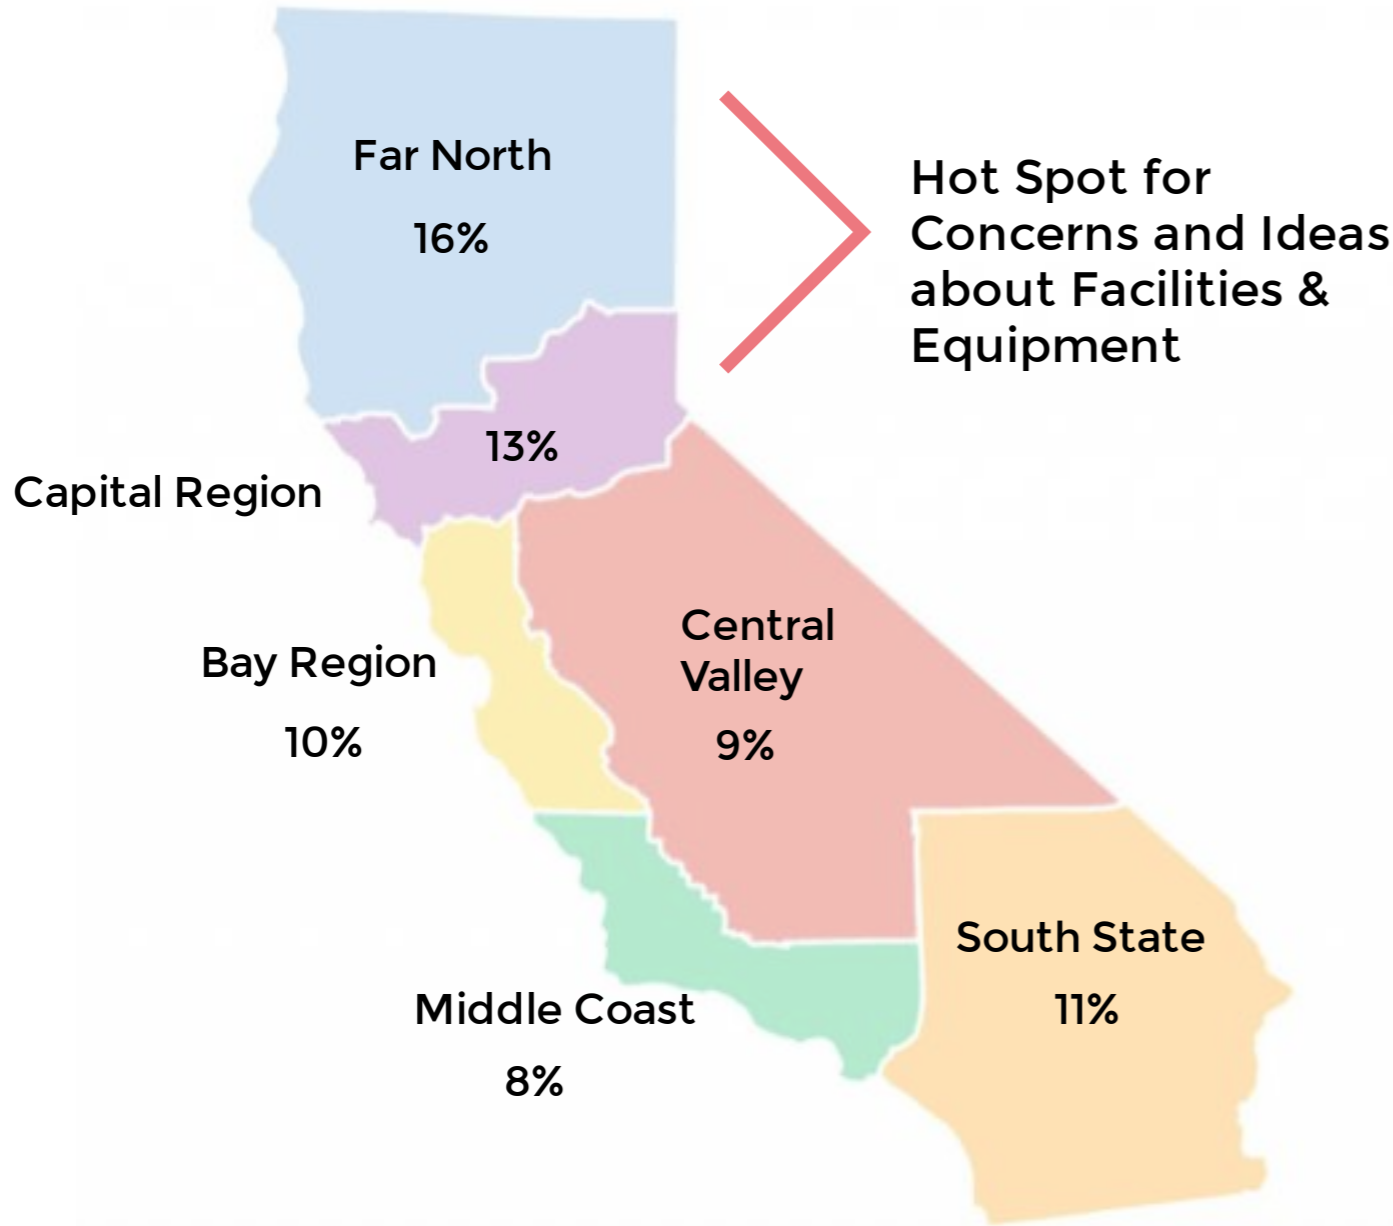 Far North
16%
Hot Spot for
Concerns and Ideas
about Facilities &
Equipment
13%
Capital Region
Central
Valley
9%
Bay Region
10%
South State
11%
Middle Coast
8%